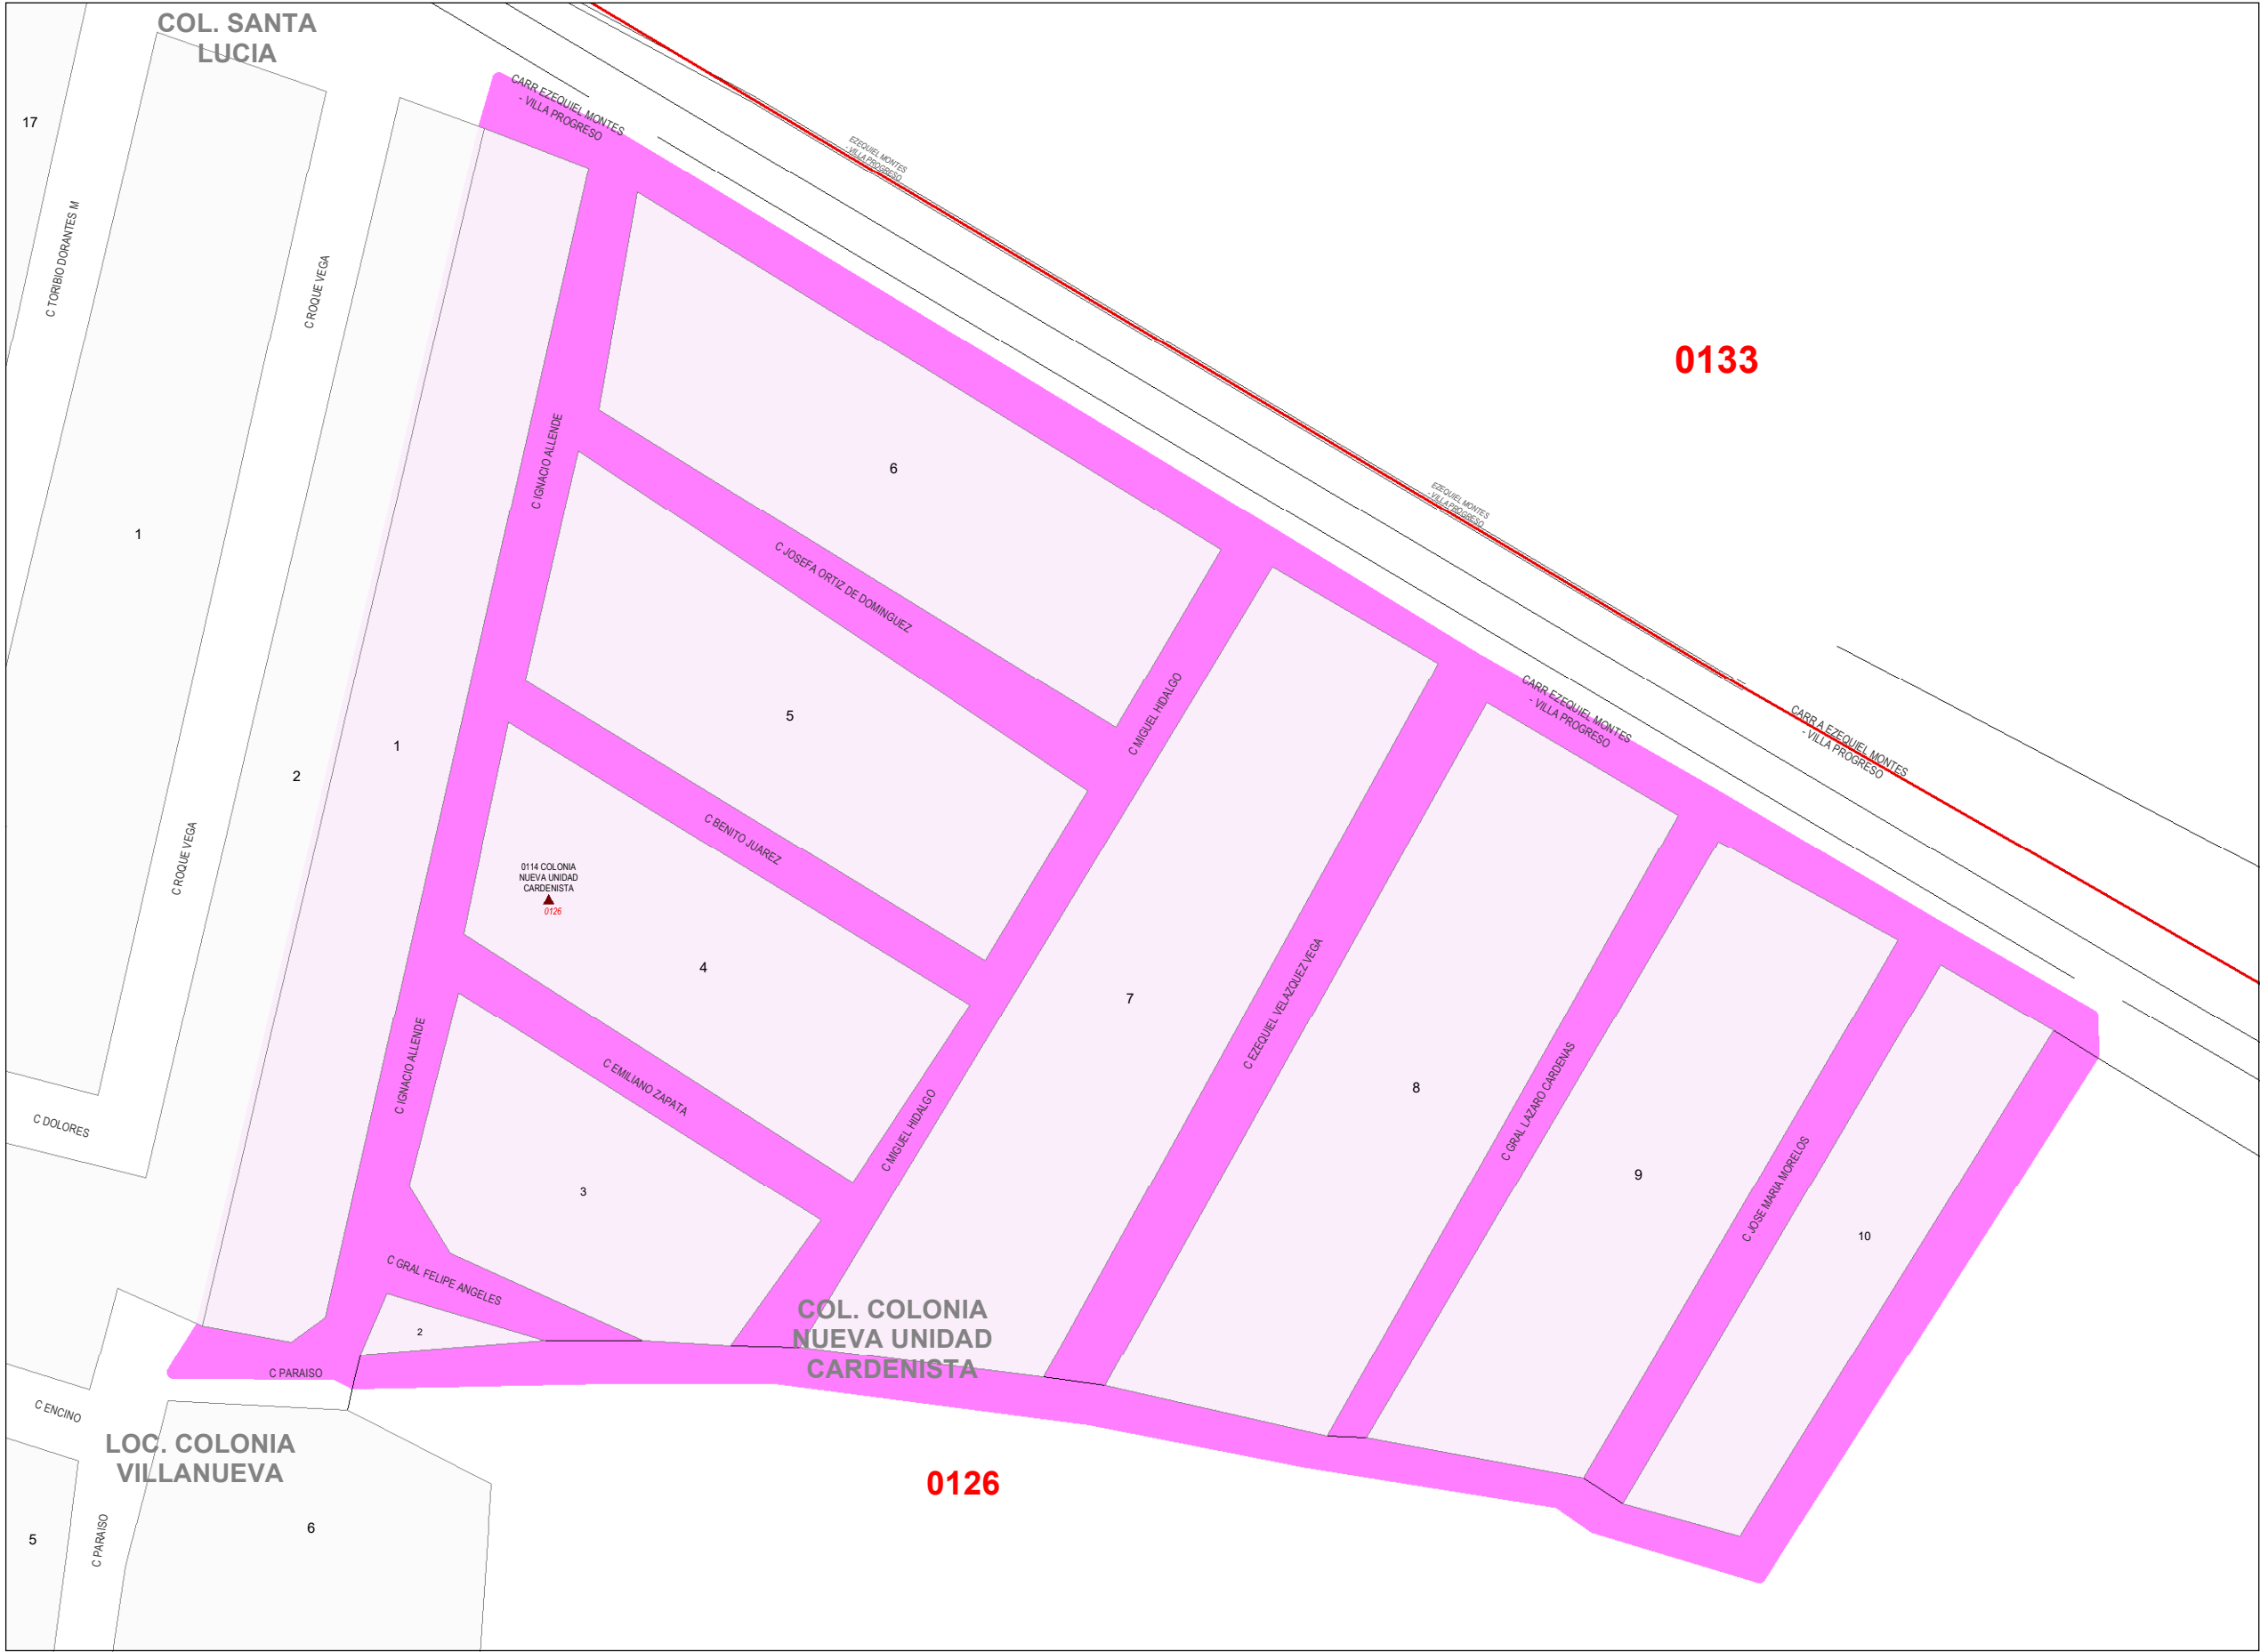 COL. SANTA
LUCIA
CARR EZEQUIEL MONTES
- VILLA PROGRESO
17
EZEQUIEL MONTES
- VILLA PROGRESO
C TORIBIO DORANTES M
C ROQUE VEGA
0133
C IGNACIO ALLENDE
6
EZEQUIEL MONTES
- VILLA PROGRESO
1
C JOSEFA ORTIZ DE DOMINGUEZ
C MIGUEL HIDALGO
CARR EZEQUIEL MONTES
- VILLA PROGRESO
5
CARR A EZEQUIEL MONTES
- VILLA PROGRESO
1
2
C BENITO JUAREZ
C ROQUE VEGA
0114 COLONIA
NUEVA UNIDAD
CARDENISTA
0126
4
7
C EZEQUIEL VELAZQUEZ VEGA
C IGNACIO ALLENDE
C EMILIANO ZAPATA
8
C GRAL LAZARO CARDENAS
C DOLORES
C MIGUEL HIDALGO
9
C JOSE MARIA MORELOS
3
10
C GRAL FELIPE ANGELES
2
COL. COLONIA
NUEVA UNIDAD
CARDENISTA
C PARAISO
C ENCINO
LOC. COLONIA
VILLANUEVA
0126
5
C PARAISO
6